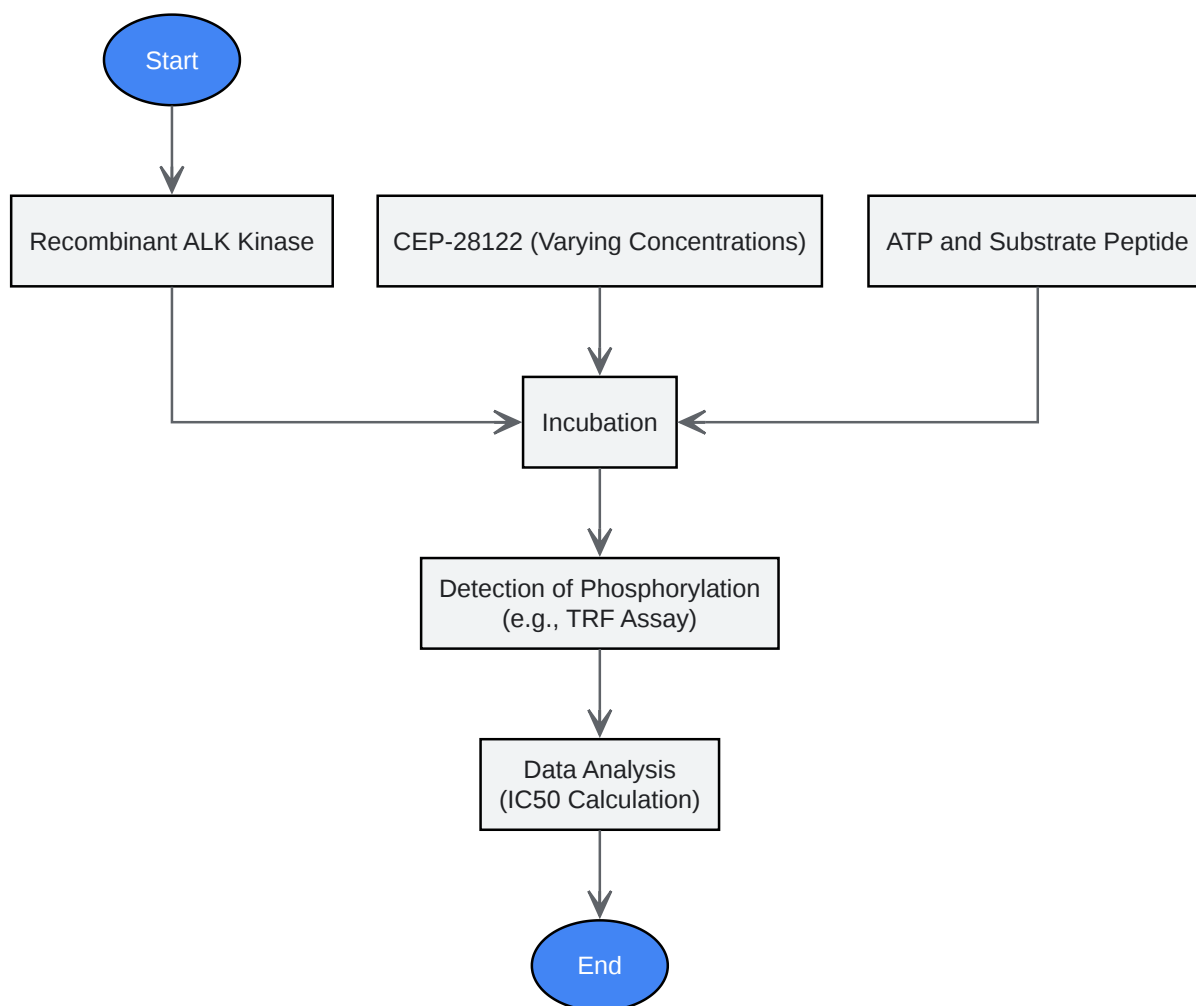 Start
Recombinant ALK Kinase
CEP-28122 (Varying Concentrations)
ATP and Substrate Peptide
Incubation
Detection of Phosphorylation
(e.g., TRF Assay)
Data Analysis
(IC50 Calculation)
End